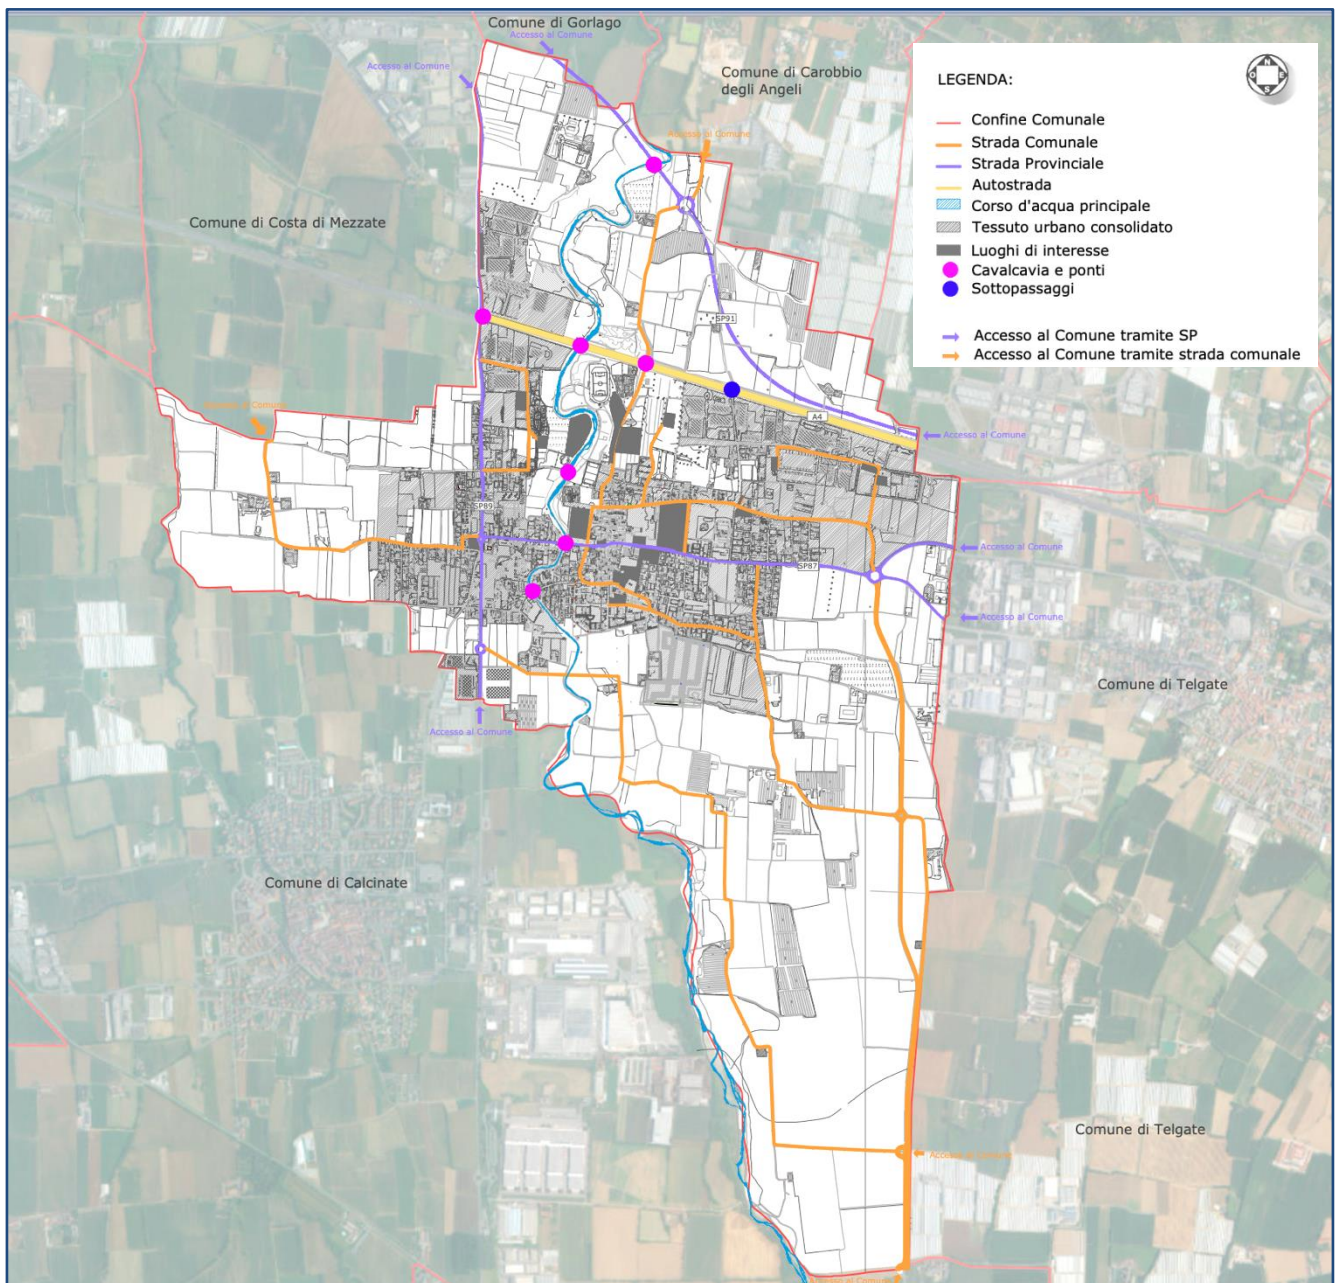 Comune di Gorlago
Accesso al Comune
Accesso al Comune
Comune di Carobbio
degli Angeli
Accesso al Comune
LEGENDA:
N
O E
S
Confine Comunale
Strada Comunale
Strada Provinciale
Autostrada
Corso d'acqua principale
Tessuto urbano consolidato
Luoghi di interesse
Cavalcavia e ponti
Sottopassaggi
Accesso al Comune tramite SP
Accesso al Comune tramite strada comunale
Comune di Costa di Mezzate
SP91
Accesso al Comune
A4
Accesso al Comune
SP89
Accesso al Comune
SP87
Accesso al Comune
Comune di Telgate
Accesso al Comune
Comune di Calcinate
Comune di Telgate
Accesso al Comune
Accesso al Comune